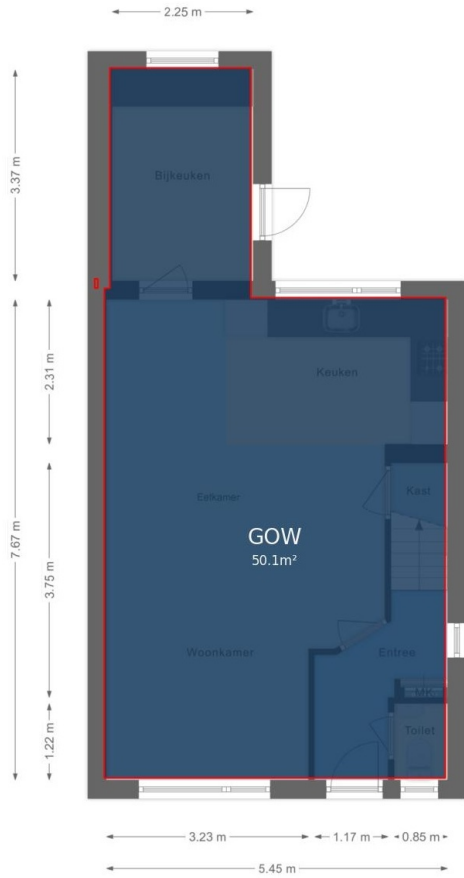 2.25 m
3.37 m
Bijkeuken
2.31 m
Keuken
7.67 m
Eetkamer
Kast
GOW
50.1m²
3.75 m
Woonkamer
Entree
MK
1.22 m
Toilet
3.23 m
1.17 m
0.85 m
5.45 m